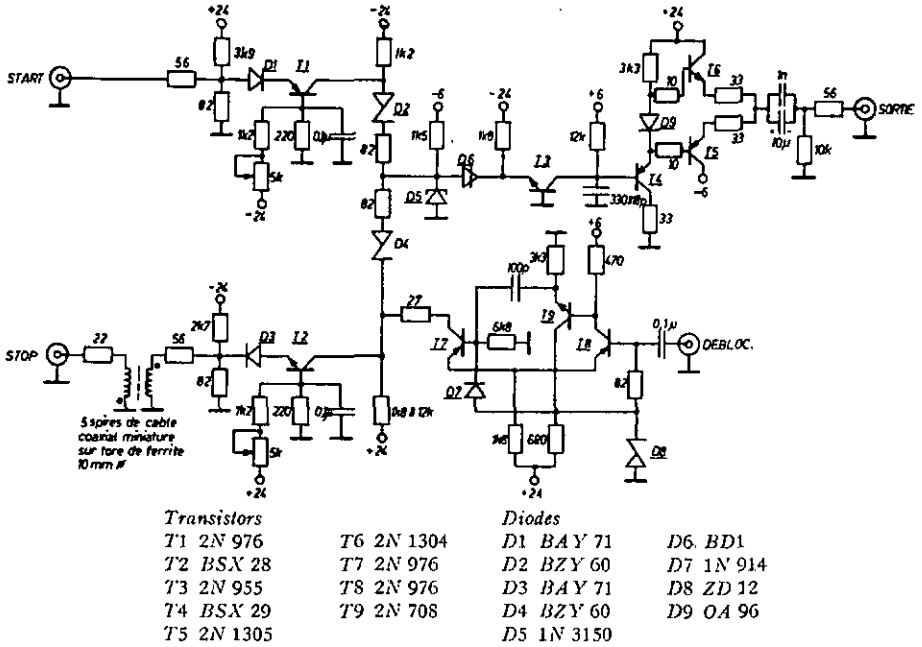 +24 -24 +24
3k9 D1 T1 1k2 3k3 T6
START 56 -6 -24 +6 10 33 1n 56 SORTIE
82 D2 D9
1k2 220 0,1µ 1k5 1k8 12k 33 10µ
5k 82 D6 T3 10 T5 10k
-24 D5 T4 -6
82 330 33
D4 +6
3k3 470
100p
-24 27 T9
2k7 D3 T2 6k8 0,1µ
STOP 22 56 T7 T8 DEBLOC.
82 D7 82
1k2 220 0,1µ 1k8 // 12k 1k6 680 D8
5 spires de cable
coaxial miniature
sur tore de ferrite
10 mm
5k
+24 +24 +24
Transistors Diodes
T1 2N 976 T6 2N 1304 D1 BAY 71 D6 BD1
T2 BSX 28 T7 2N 976 D2 BZY 60 D7 1N 914
T3 2N 955 T8 2N 976 D3 BAY 71 D8 ZD 12
T4 BSX 29 T9 2N 708 D4 BZY 60 D9 OA 96
T5 2N 1305 D5 1N 3150